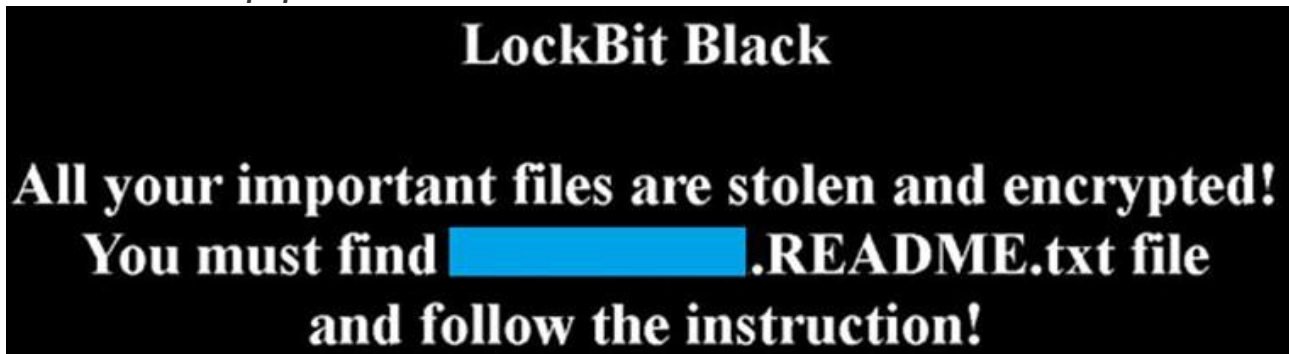 LockBit Black
All your important files are stolen and encrypted!
You must find .README.txt file
and follow the instruction!